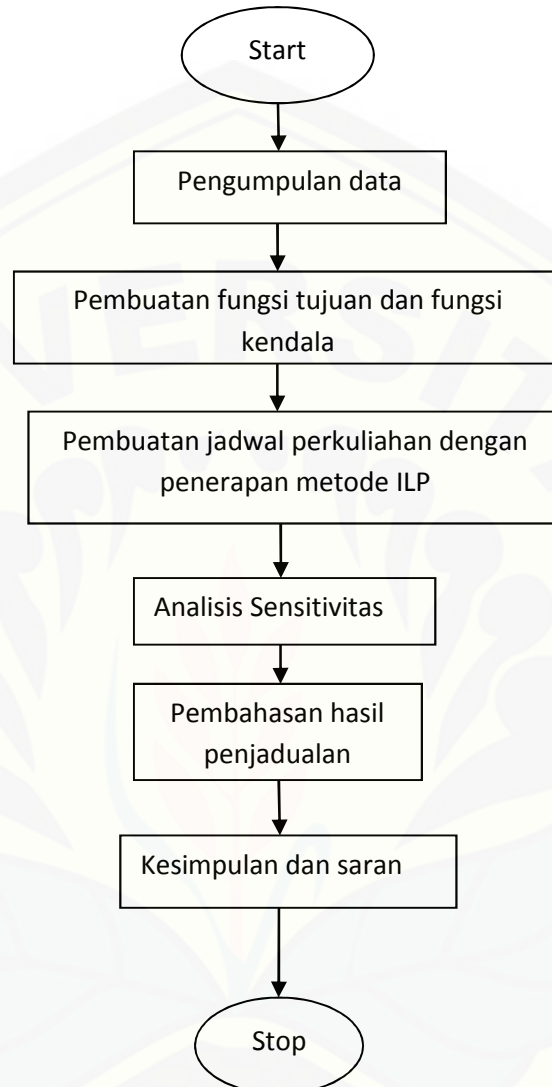 Start
Pengumpulan data
Pembuatan fungsi tujuan dan fungsi
kendala
Pembuatan jadwal perkuliahan dengan
penerapan metode ILP
Analisis Sensitivitas
Pembahasan hasil
penjadualan
Kesimpulan dan saran
Stop